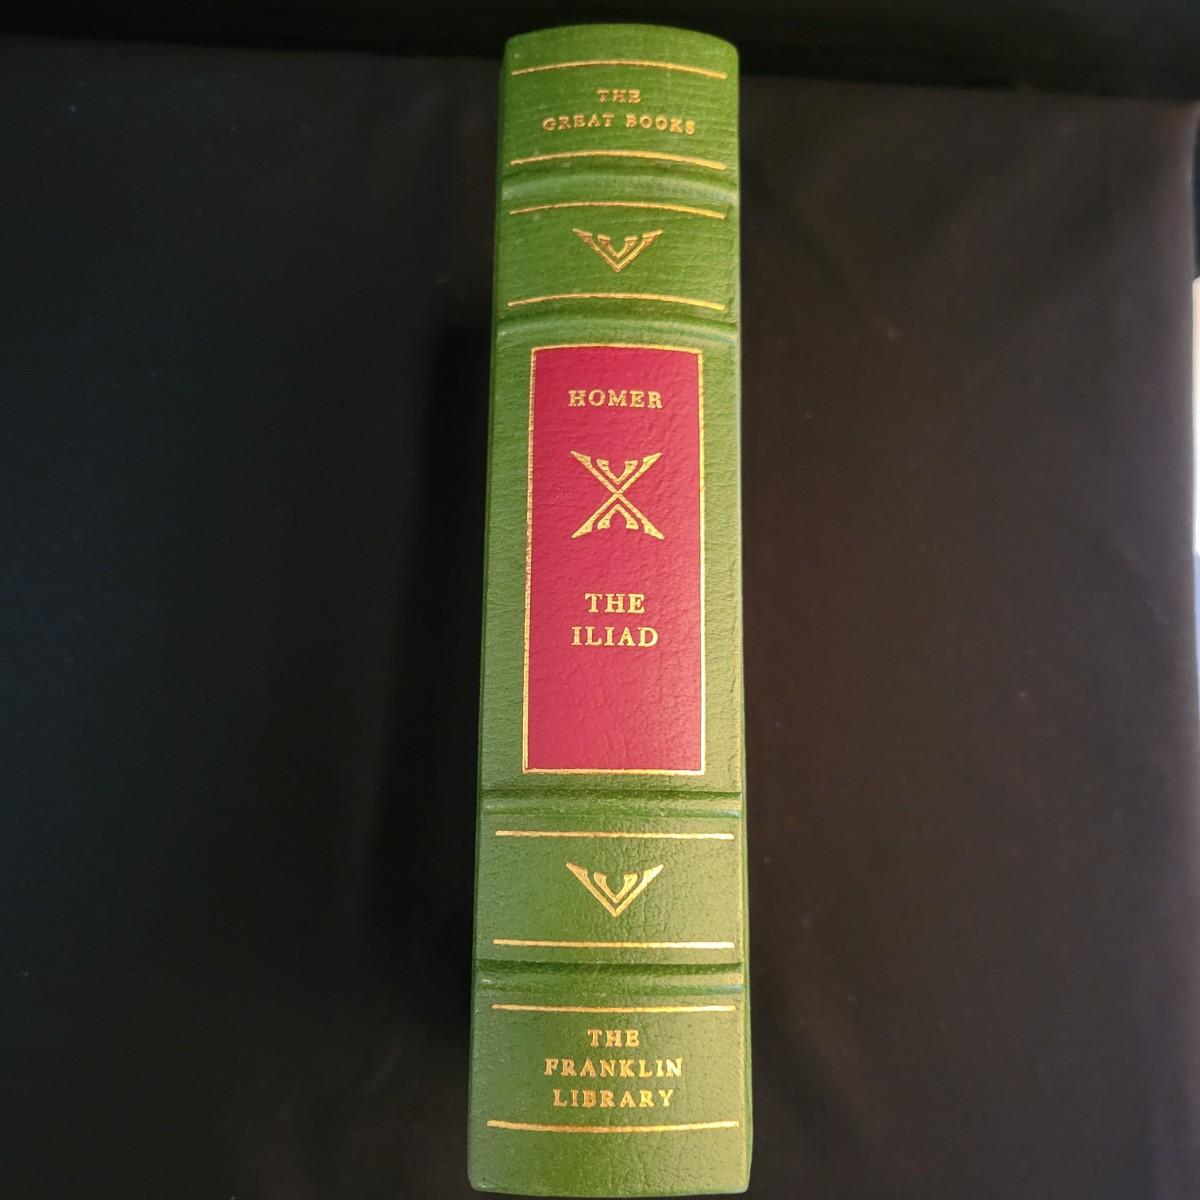 THE
GREAT BOOKS
HOMER
THE
ILIAD
THE
FRANKLIN
LIBRARY